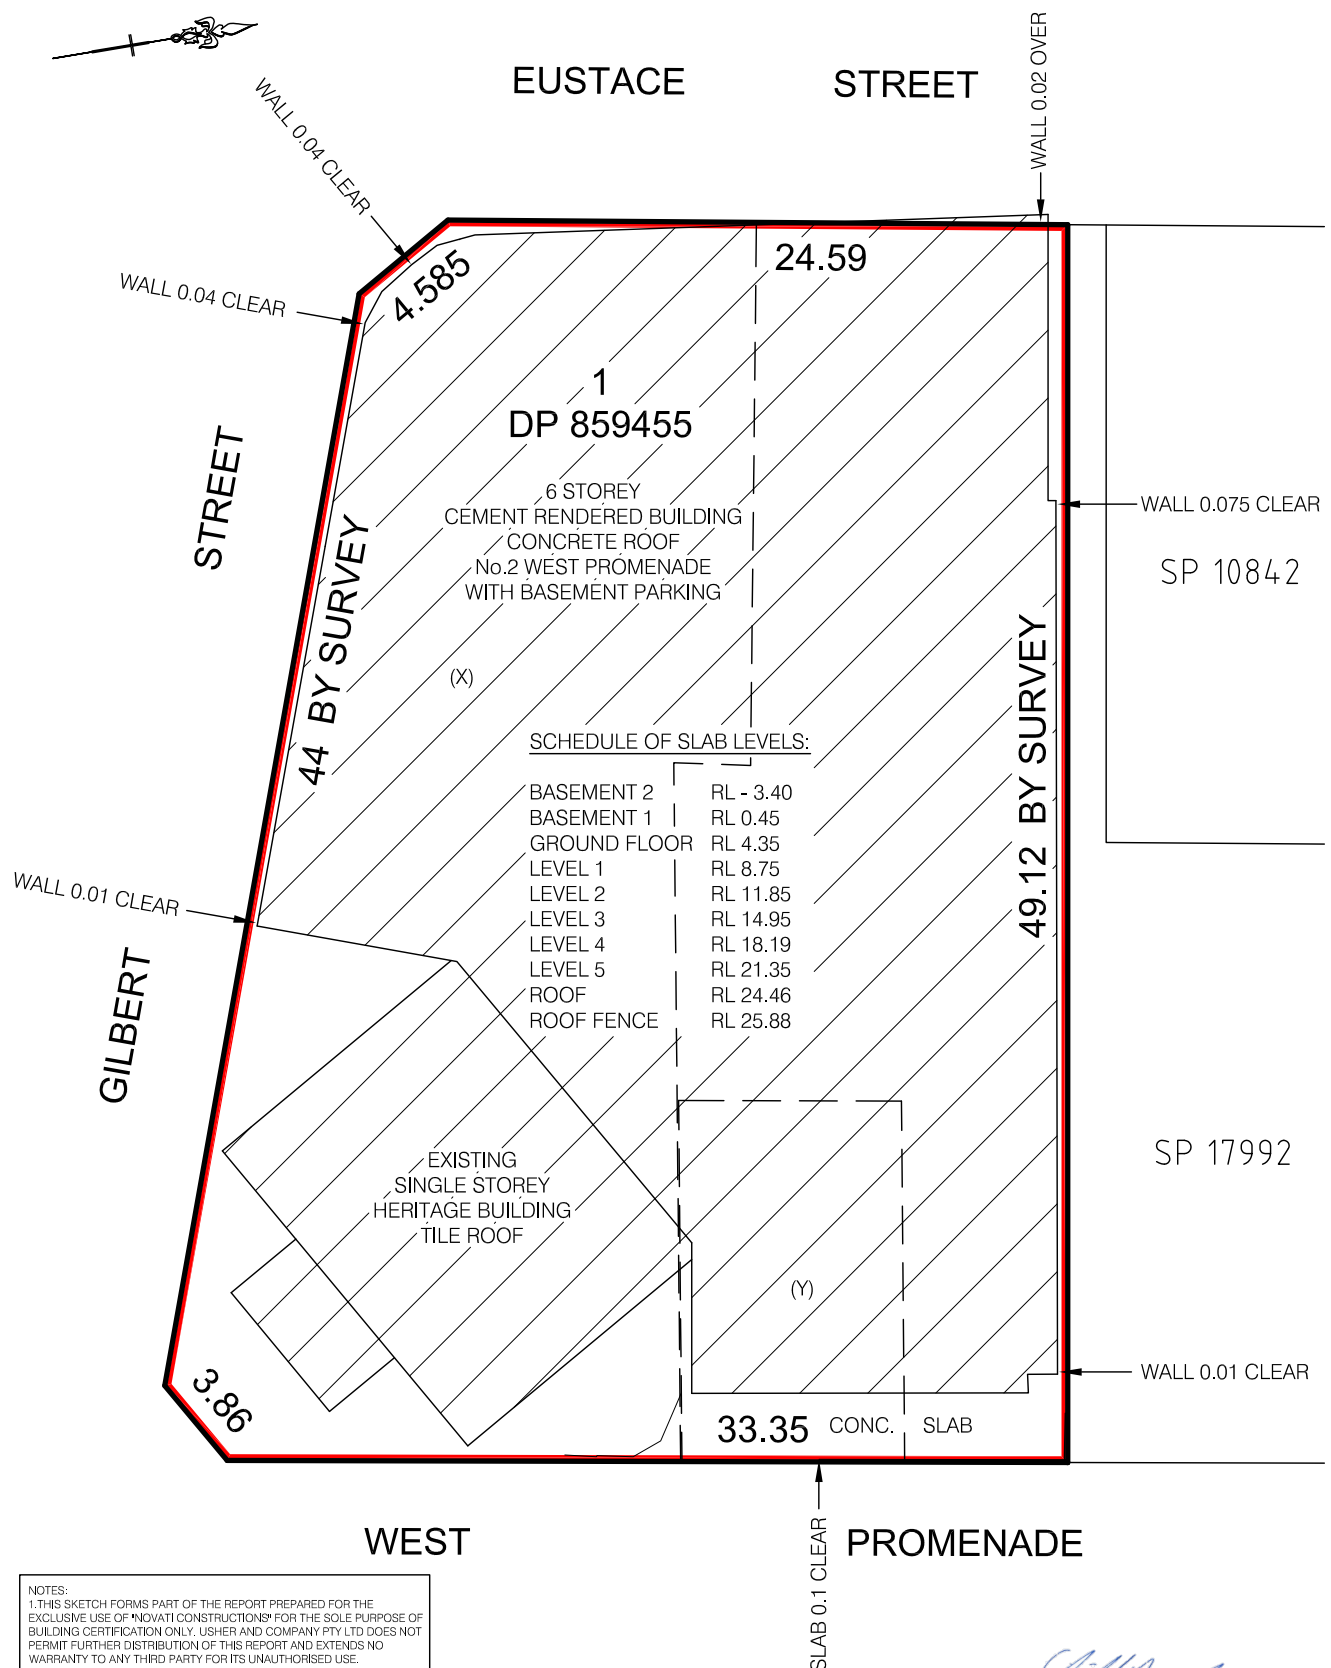 EUSTACE STREET
WALL 0.02 OVER
WALL 0.04 CLEAR
24.59
4.585
WALL 0.04 CLEAR
1
DP 859455
STREET
6 STOREY
CEMENT RENDERED BUILDING
CONCRETE ROOF
No.2 WEST PROMENADE
WITH BASEMENT PARKING
WALL 0.075 CLEAR
SP 10842
44 BY SURVEY
49.12 BY SURVEY
(X)
SCHEDULE OF SLAB LEVELS:
BASEMENT 2 RL - 3.40
BASEMENT 1 RL 0.45
GROUND FLOOR RL 4.35
LEVEL 1 RL 8.75
LEVEL 2 RL 11.85
LEVEL 3 RL 14.95
LEVEL 4 RL 18.19
LEVEL 5 RL 21.35
ROOF RL 24.46
ROOF FENCE RL 25.88
WALL 0.01 CLEAR
GILBERT
EXISTING
SINGLE STOREY
HERITAGE BUILDING
TILE ROOF
SP 17992
(Y)
WALL 0.01 CLEAR
3.86
33.35 CONC. SLAB
WEST PROMENADE
SLAB 0.1 CLEAR
NOTES:
1.THIS SKETCH FORMS PART OF THE REPORT PREPARED FOR THE
EXCLUSIVE USE OF "NOVATI CONSTRUCTIONS" FOR THE SOLE PURPOSE OF
BUILDING CERTIFICATION ONLY. USHER AND COMPANY PTY LTD DOES NOT
PERMIT FURTHER DISTRIBUTION OF THIS REPORT AND EXTENDS NO
WARRANTY TO ANY THIRD PARTY FOR ITS UNAUTHORISED USE.